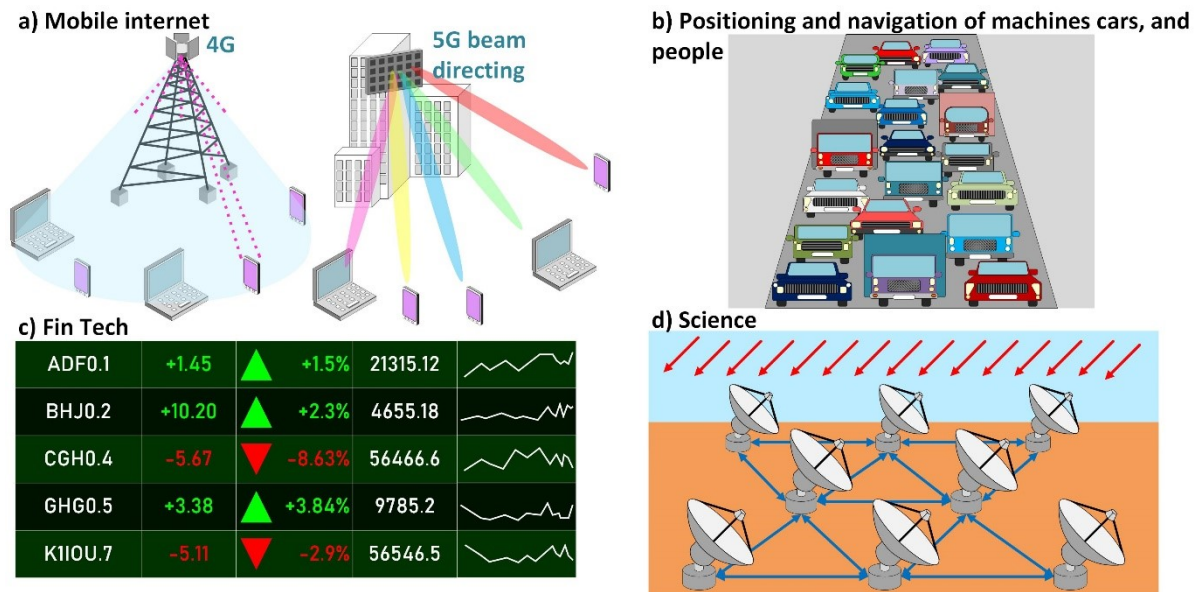 a) Mobile internet
4G
5G beam
directing
b) Positioning and navigation of machines cars, and
people
c) Fin Tech
ADF0.1 +1.45 +1.5% 21315.12
BHJ0.2 +10.20 +2.3% 4655.18
CGH0.4 -5.67 -8.63% 56466.6
GHG0.5 +3.38 +3.84% 9785.2
K1IOU.7 -5.11 -2.9% 56546.5
d) Science